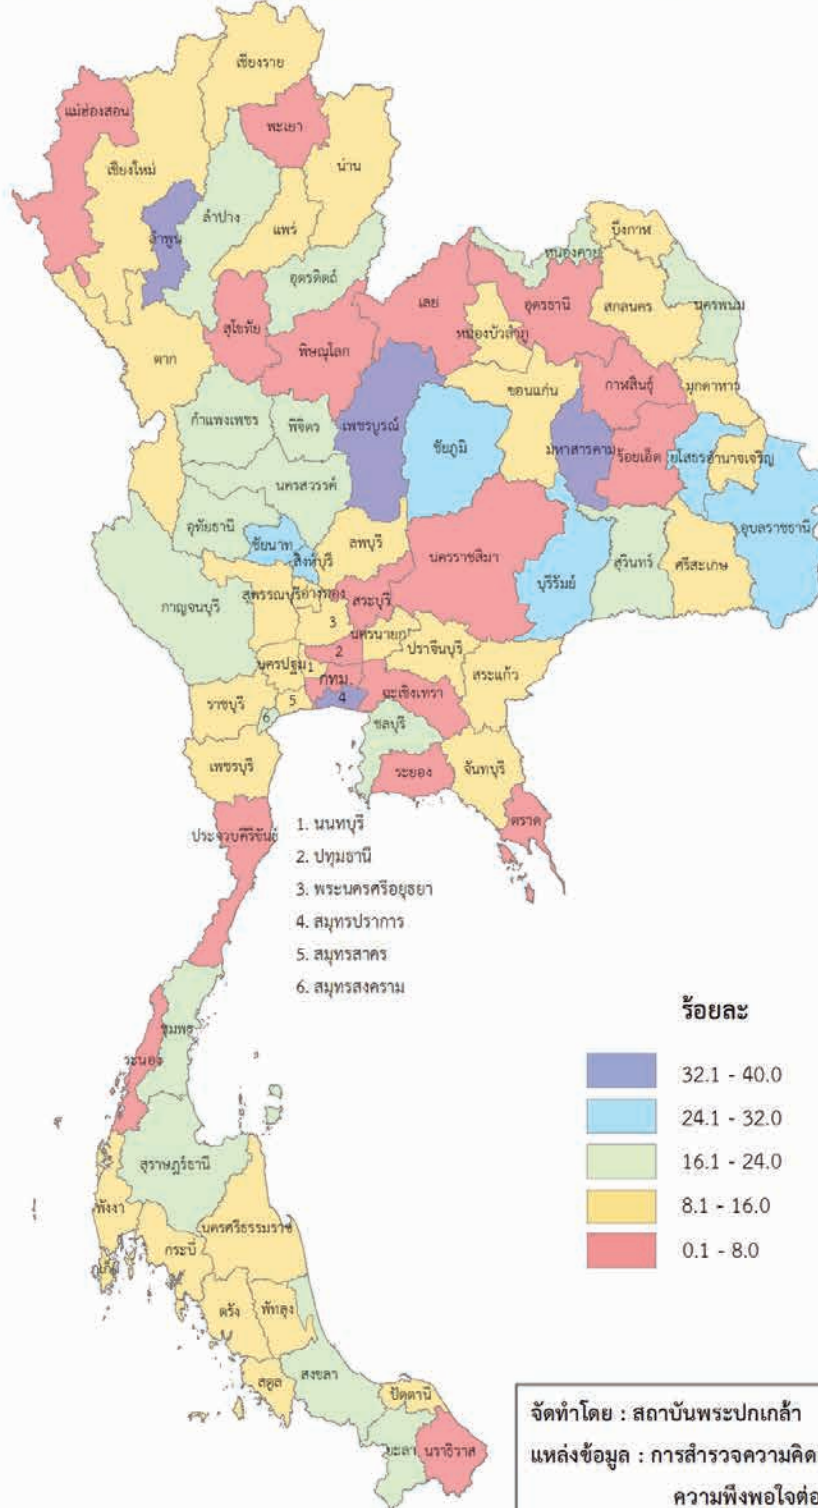 เชียงราย
แม่ฮ่องสอน
พะเยา
เชียงใหม่
น่าน
ลำพูน
ลำปาง
แพร่
บึงกาฬ
หนองคาย
อุตรดิตถ์
เลย
อุดรธานี
สกลนคร
นครพนม
สุโขทัย
พิษณุโลก
หนองบัวลำภู
ตาก
ขอนแก่น
กาฬสินธุ์
มุกดาหาร
กำแพงเพชร
พิจิตร
เพชรบูรณ์
ชัยภูมิ
มหาสารคาม
ร้อยเอ็ด
ยโสธร
อำนาจเจริญ
นครสวรรค์
อุทัยธานี
อุบลราชธานี
ชัยนาท
สิงห์บุรี
ลพบุรี
นครราชสีมา
บุรีรัมย์
สุรินทร์
ศรีสะเกษ
กาญจนบุรี
สุพรรณบุรี
อ่างทอง
สระบุรี
3
นครนายก
ปราจีนบุรี
2
นครปฐม
1
กทม.
สระแก้ว
ฉะเชิงเทรา
ราชบุรี
5
4
6
ชลบุรี
เพชรบุรี
ระยอง
จันทบุรี
ตราด
ประจวบคีรีขันธ์
1. นนทบุรี
2. ปทุมธานี
3. พระนครศรีอยุธยา
4. สมุทรปราการ
5. สมุทรสาคร
6. สมุทรสงคราม
ชุมพร
ระนอง
สุราษฎร์ธานี
พังงา
นครศรีธรรมราช
กระบี่
ตรัง
พัทลุง
สตูล
สงขลา
ปัตตานี
ยะลา
นราธิวาส
ร้อยละ
32.1 - 40.0
24.1 - 32.0
16.1 - 24.0
8.1 - 16.0
0.1 - 8.0
จัดทำโดย : สถาบันพระปกเกล้า
แหล่งข้อมูล : การสำรวจความคิด
ความพึงพอใจต่อ